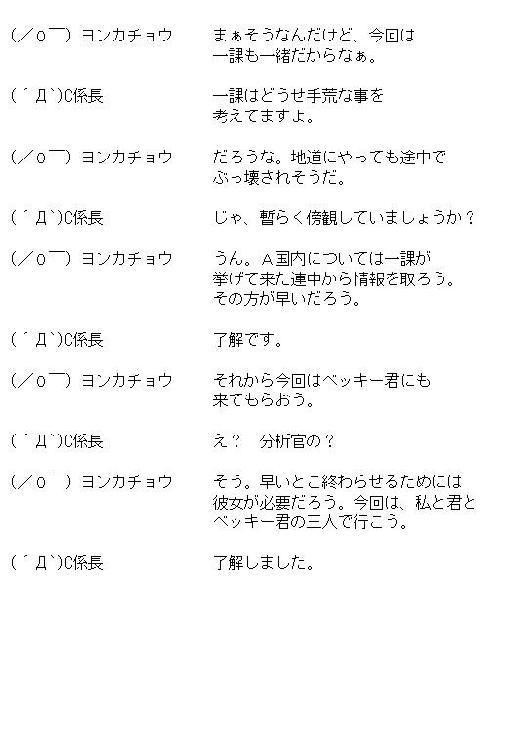 (／ｏ￣) ヨンカチョウ　　まぁそうなんだけど、今回は
一課も一緒だからなぁ。
(´Д`)C係長　　一課はどうせ手荒な事を
考えてますよ。
(／ｏ￣) ヨンカチョウ　　だろうな。地道にやっても途中で
ぶっ壊されそうだ。
(´Д`)C係長　　じゃ、暫らく傍観していましょうか？
(／ｏ￣) ヨンカチョウ　　うん。Ａ国内については一課が
挙げて来た連中から情報を取ろう。
その方が早いだろう。
(´Д`)C係長　　了解です。
(／ｏ￣) ヨンカチョウ　　それから今回はベッキー君にも
来てもらおう。
(´Д`)C係長　　え？　分析官の？
(／ｏ　) ヨンカチョウ　　そう。早いとこ終わらせるためには
彼女が必要だろう。今回は、私と君と
ベッキー君の三人で行こう。
(´Д`)C係長　　了解しました。